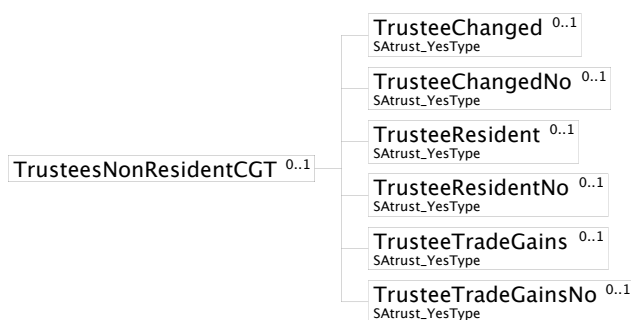 TrusteeChanged 0..1
SAtrust_YesType
TrusteeChangedNo 0..1
SAtrust_YesType
TrusteeResident 0..1
SAtrust_YesType
TrusteesNonResidentCGT 0..1
TrusteeResidentNo 0..1
SAtrust_YesType
TrusteeTradeGains 0..1
SAtrust_YesType
TrusteeTradeGainsNo 0..1
SAtrust_YesType